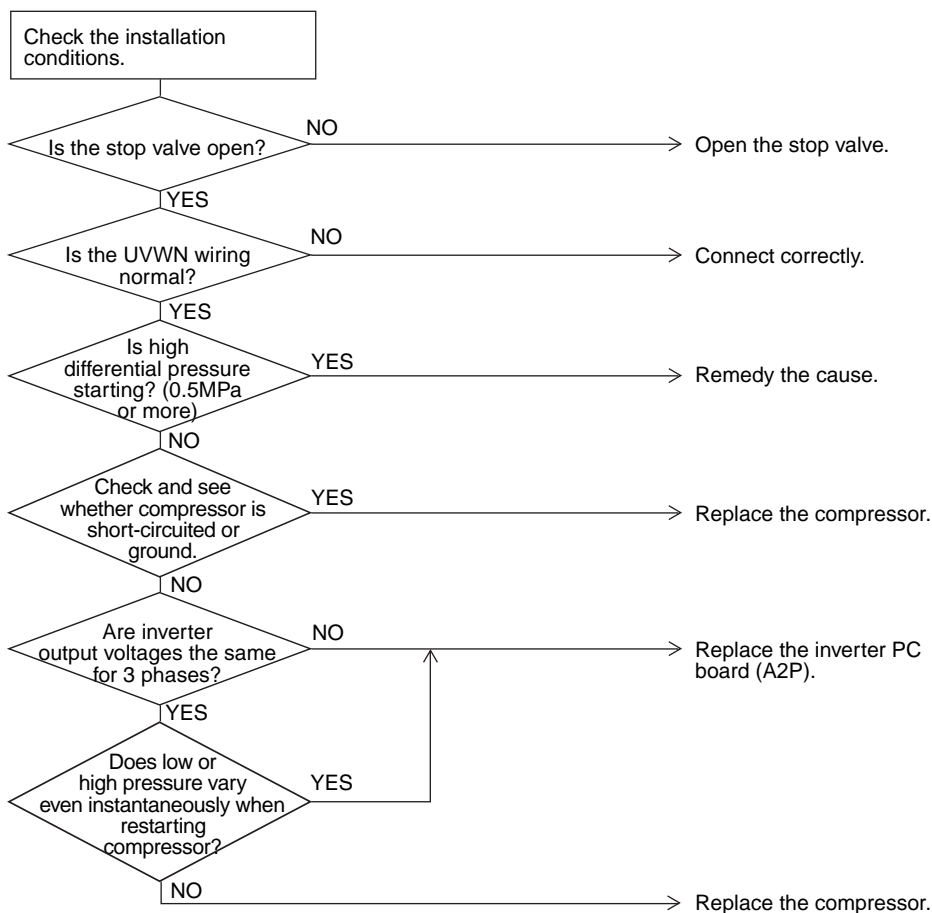 Check the installation
conditions.
Is the stop valve open?
NO
Open the stop valve.
YES
Is the UVWN wiring
normal?
NO
Connect correctly.
YES
Is high
differential pressure
starting? (0.5MPa
or more)
YES
Remedy the cause.
NO
Check and see
whether compressor is
short-circuited or
ground.
YES
Replace the compressor.
NO
Are inverter
output voltages the same
for 3 phases?
NO
Replace the inverter PC
board (A2P).
YES
Does low or
high pressure vary
even instantaneously when
restarting
compressor?
YES
NO
Replace the compressor.